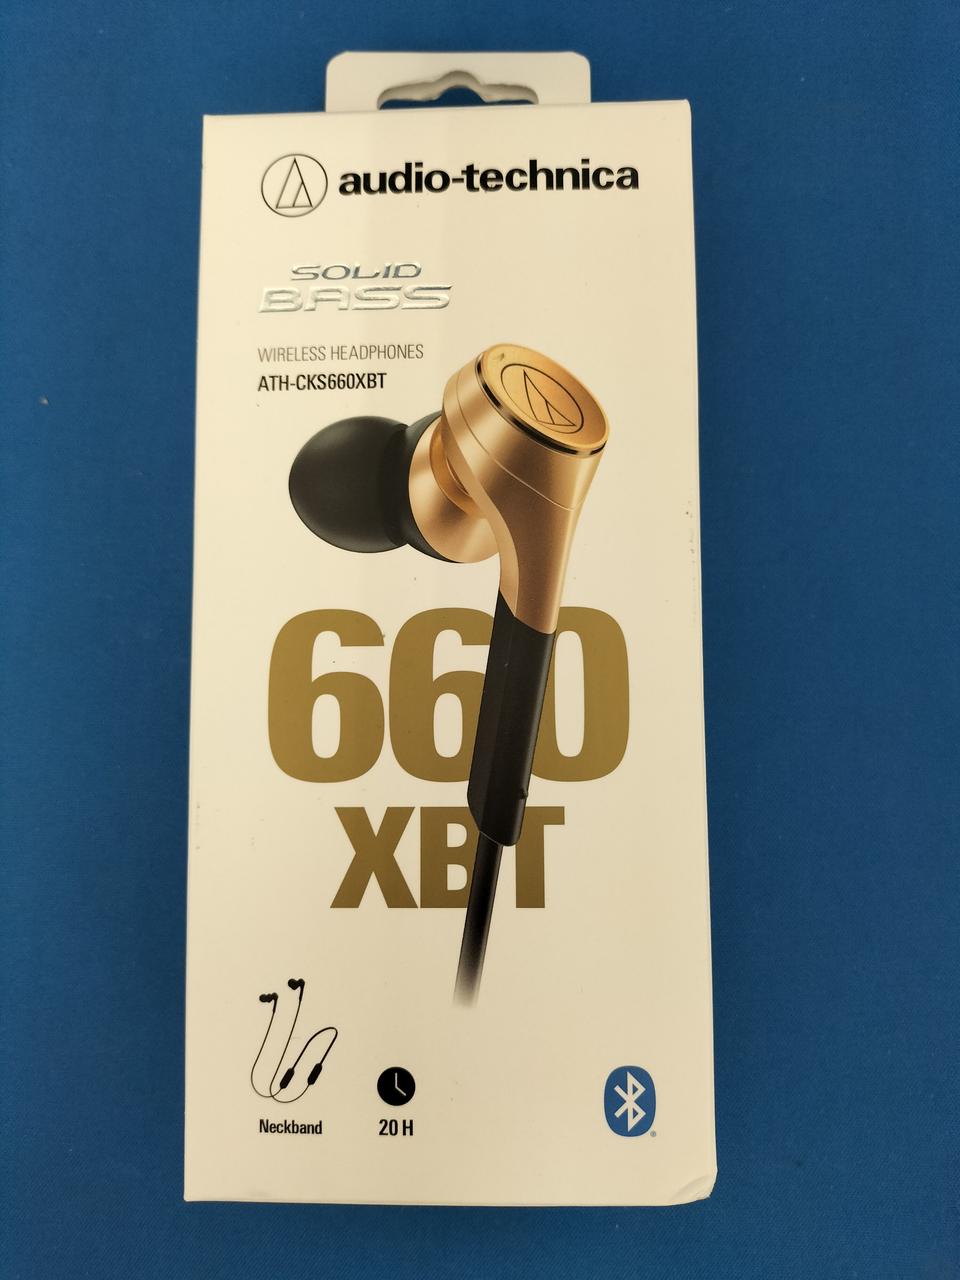 audio-technica
SOLID
BASS
WIRELESS HEADPHONES
ATH-CKS660XBT
660
XBT
Neckband
20 H
®